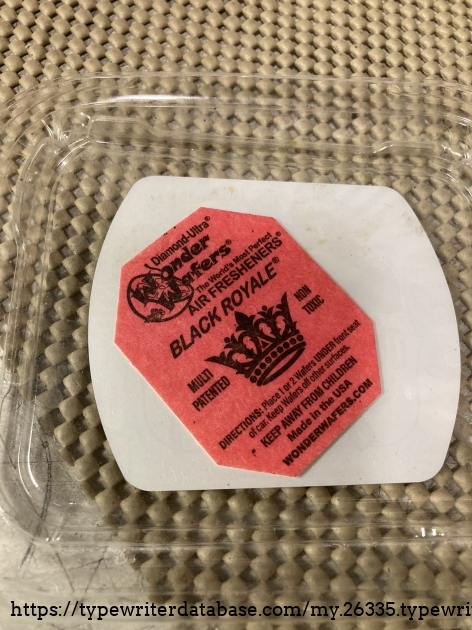 Diamond-Ultra®
Wonder
Wafers®
The World's Most Perfect
AIR FRESHENERS®
BLACK ROYALE®
NON
TOXIC
MULTI
PATENTED
DIRECTIONS: Place 1 or 2 Wafers UNDER front seat
of car. Keep Wafers off other surfaces.
KEEP AWAY FROM CHILDREN
Made in the USA
WONDERWAFERS.COM
https://typewriterdatabase.com/my.26335.typewri